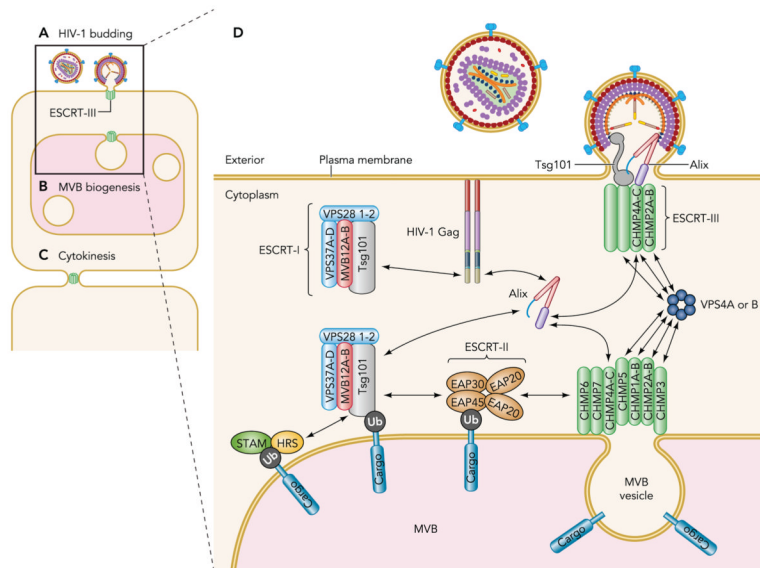 A HIV-1 budding
ESCRT-III
B MVB biogenesis
C Cytokinesis
D
Exterior
Plasma membrane
Cytoplasm
Tsg101
Alix
ESCRT-III
CHMP4A-C
CHMP2A-B
HIV-1 Gag
ESCRT-I
VPS28 1-2
VPS37A-D
MVB12A-B
Tsg101
Alix
VPS4A or B
VPS28 1-2
VPS37A-D
MVB12A-B
Tsg101
ESCRT-II
EAP30
EAP20
EAP45
EAP20
CHMP6
CHMP7
CHMP4A-C
CHMP5
CHMP1A-B
CHMP2A-B
CHMP3
STAM
HRS
Ub
Cargo
Ub
Cargo
Ub
Cargo
MVB
MVB
vesicle
Cargo
Cargo